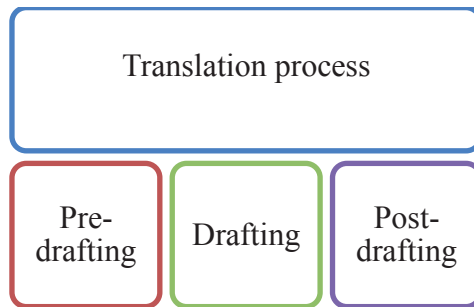 Translation process
Pre-
drafting
Drafting
Post-
drafting